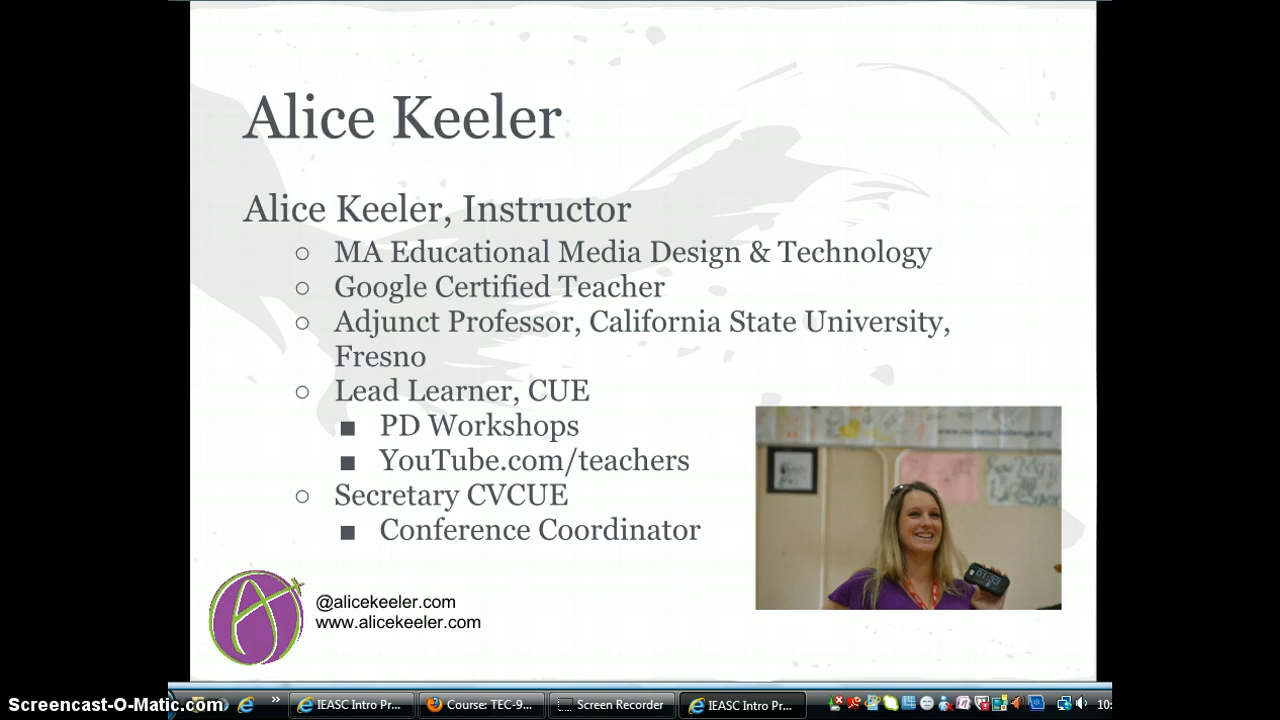 Alice Keeler
Alice Keeler, Instructor
○ MA Educational Media Design & Technology
○ Google Certified Teacher
○ Adjunct Professor, California State University,
Fresno
○ Lead Learner, CUE
■ PD Workshops
■ YouTube.com/teachers
○ Secretary CVCUE
■ Conference Coordinator
@alicekeeler.com
www.alicekeeler.com
Screencast-O-Matic.com
» IEASC Intro Pr... Course: TEC-9... Screen Recorder IEASC Intro Pr... 10: